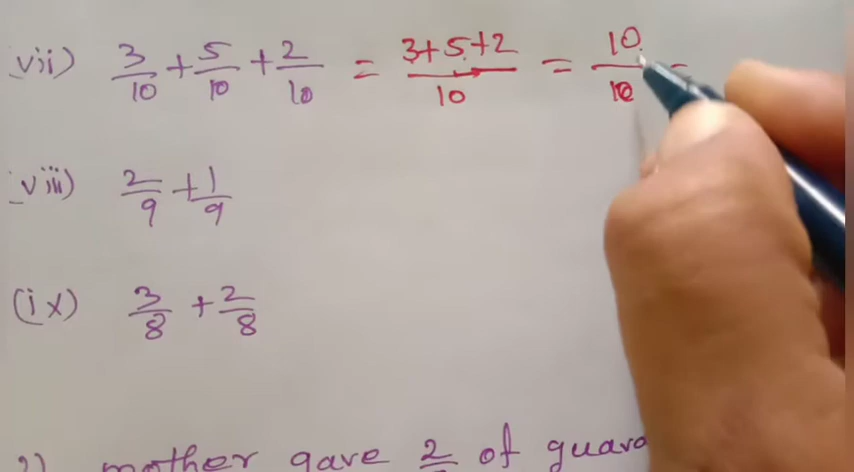 vii) 3/10 + 5/10 + 2/10 = 3+5+2/10 = 10/10 =
viii) 2/9 + 1/9
(ix) 3/8 + 2/8
mother gave 2 of guava